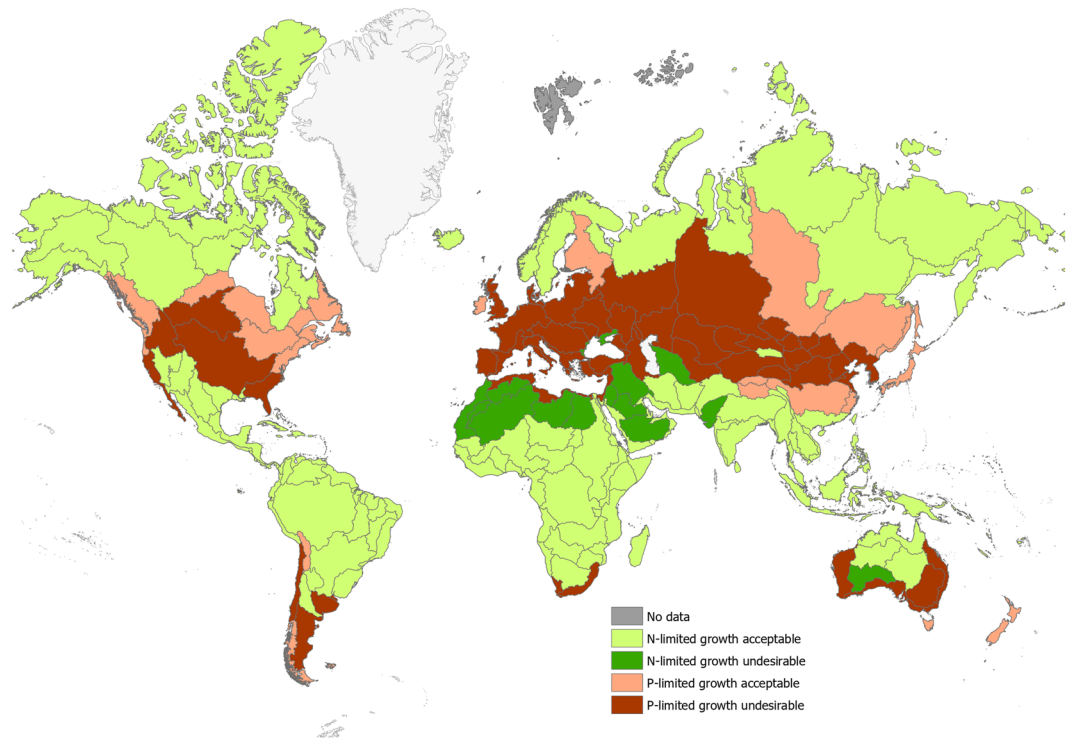 No data
N-limited growth acceptable
N-limited growth undesirable
P-limited growth acceptable
P-limited growth undesirable